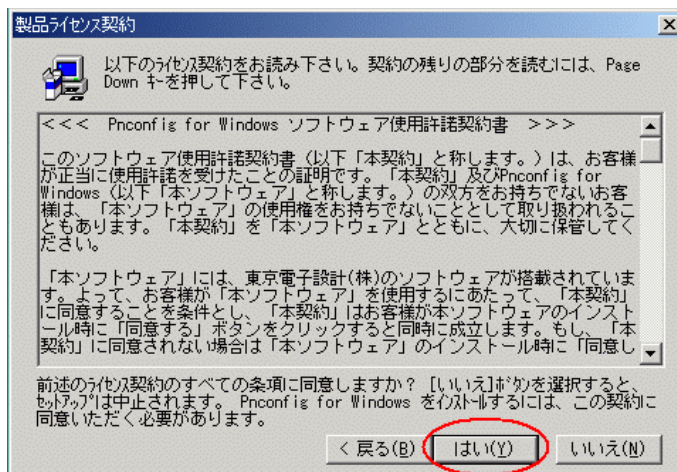 製品ライセンス契約
以下のライセンス契約をお読み下さい。契約の残りの部分を読むには、Page
Down キーを押して下さい。
<<< Pnconfig for Windows ソフトウェア使用許諾契約書 >>>
このソフトウェア使用許諾契約書（以下「本契約」と称します。）は、お客様
が正当に使用許諾を受けたことの証明です。「本契約」及びPnconfig for
Windows（以下「本ソフトウェア」と称します。）の双方をお持ちでないお客
様は、「本ソフトウェア」の使用権をお持ちでないこととして取り扱われるこ
ともあります。「本契約」を「本ソフトウェア」とともに、大切に保管してく
ださい。
「本ソフトウェア」には、東京電子設計(株)のソフトウェアが搭載されていま
す。よって、お客様が「本ソフトウェア」を使用するにあたって、「本契約」
に同意することを条件とし、「本契約」はお客様が本ソフトウェアのインスト
ール時に「同意する」ボタンをクリックすると同時に成立します。もし、「本
契約」に同意されない場合は「本ソフトウェア」のインストール時に「同意し
前述のライセンス契約のすべての条項に同意しますか？ [いいえ]ボタンを選択すると、
セットアップは中止されます。 Pnconfig for Windows をインストールするには、この契約に
同意いただく必要があります。
< 戻る(B)
はい(Y)
いいえ(N)